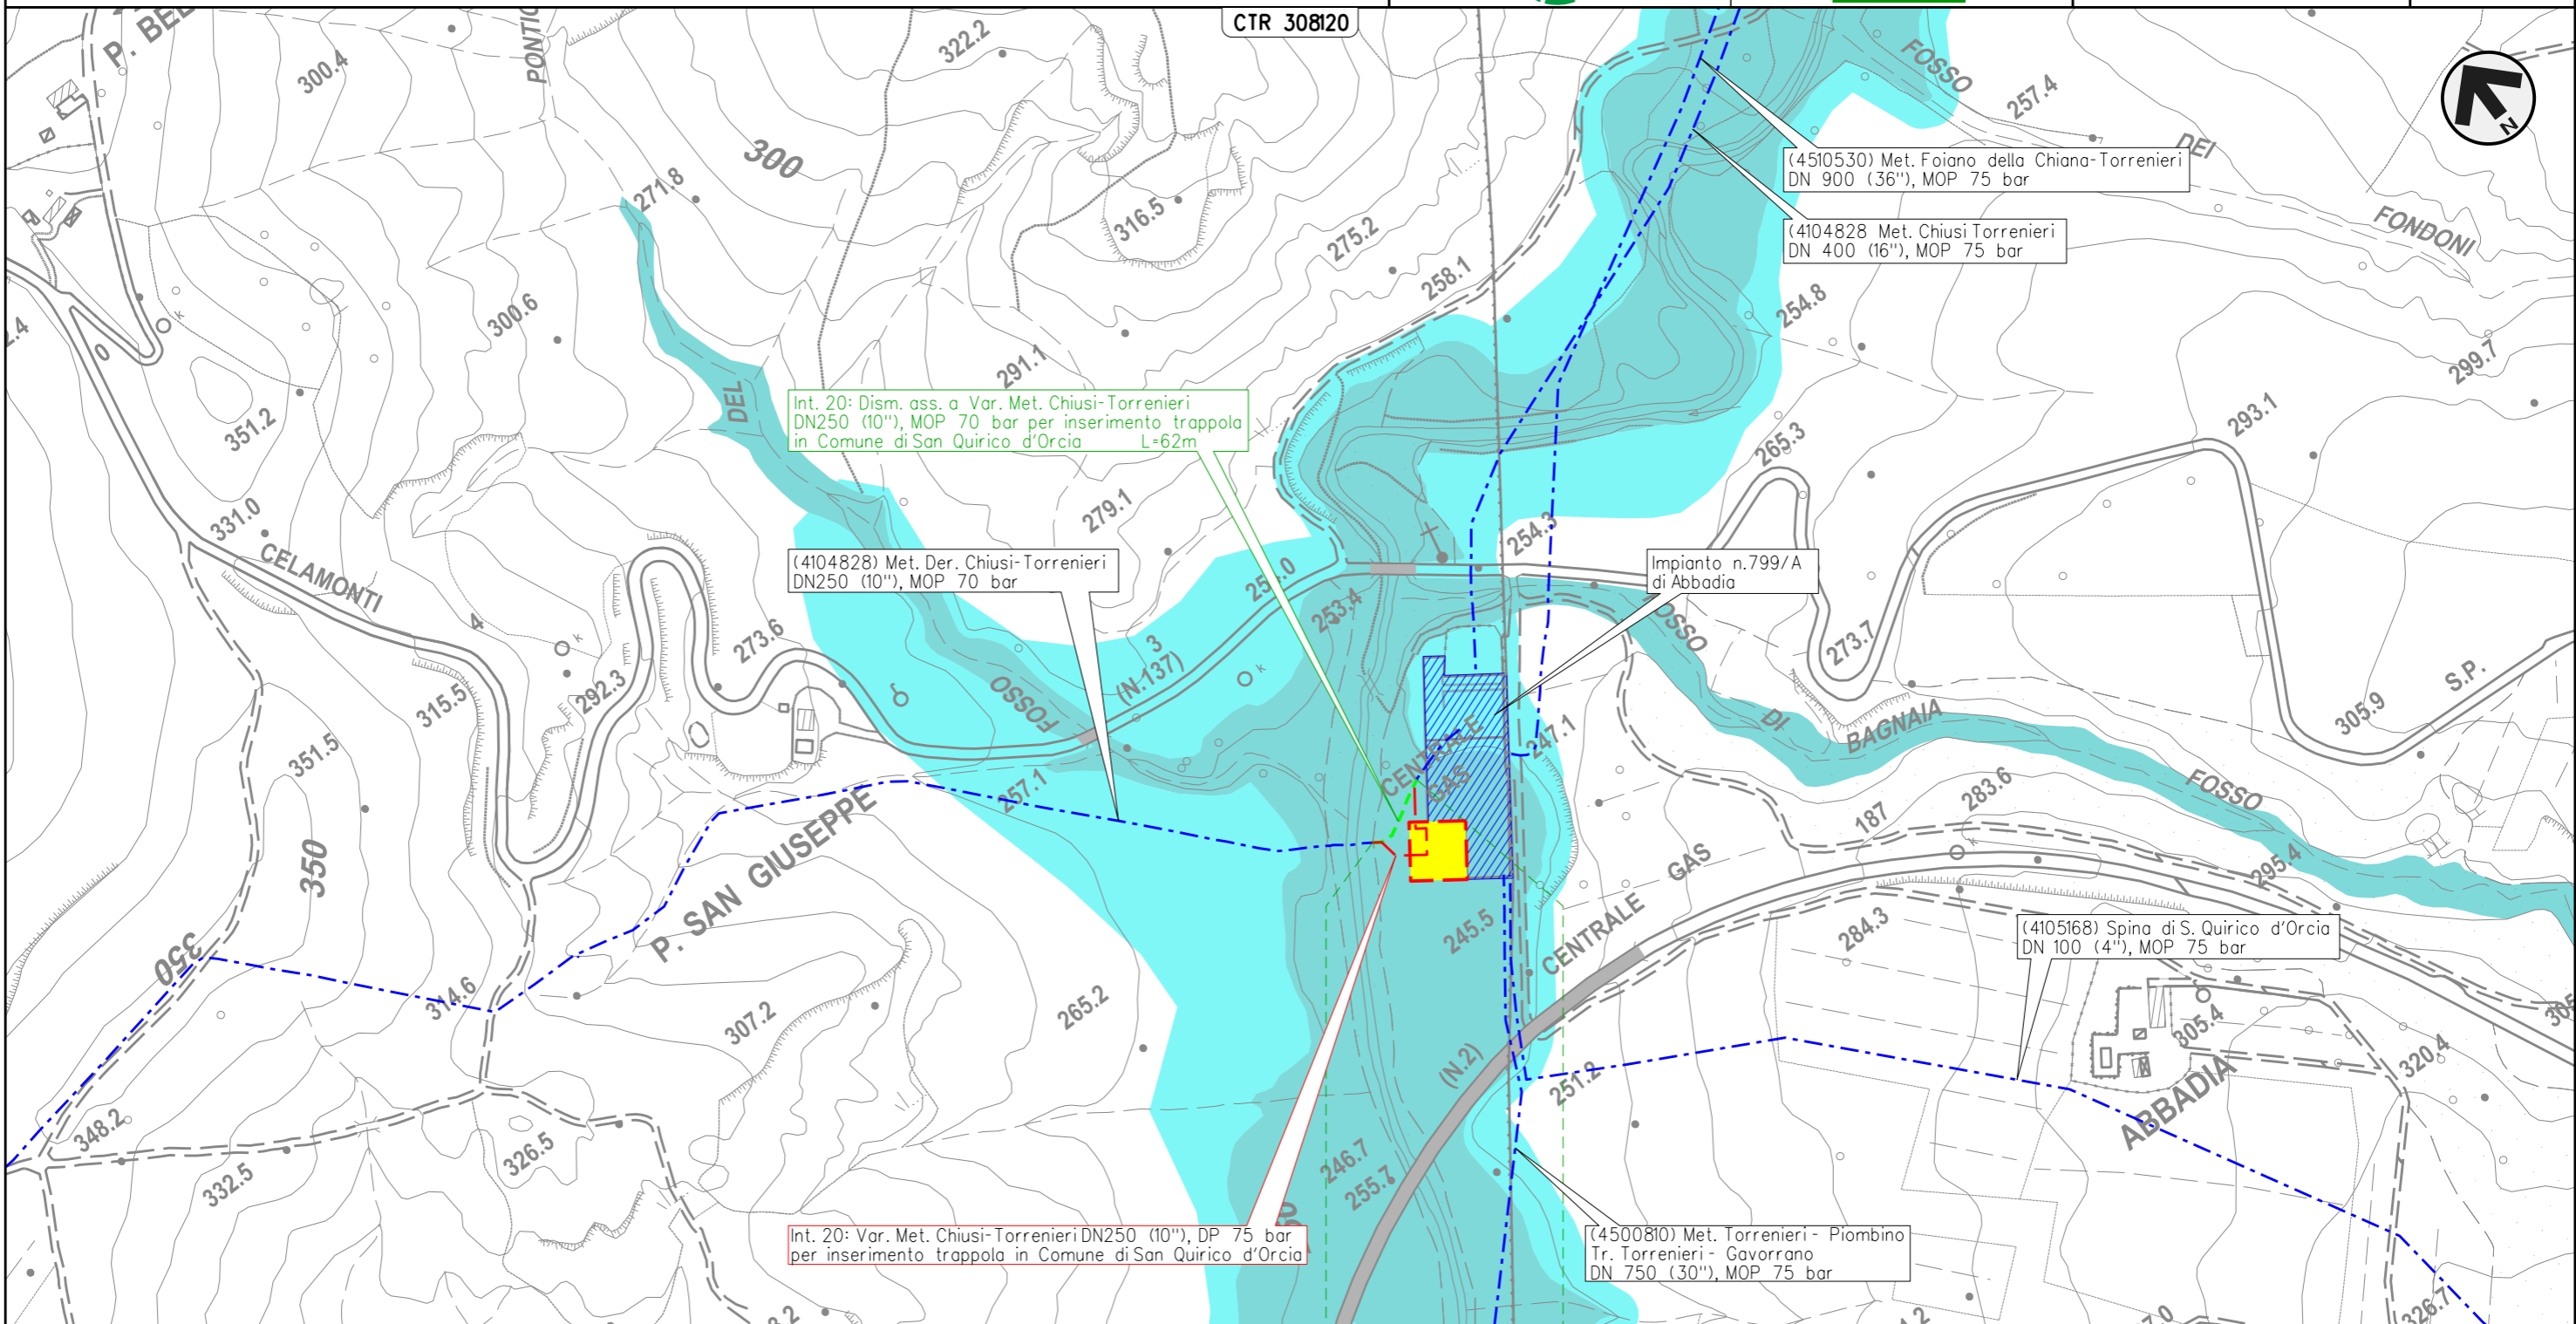 CTR 308120
P. BEL
PONTIC
322.2
300.4
FOSSO
257.4
DEI
FONDONI
N
(4510530) Met. Foiano della Chiana-Torrenieri
DN 900 (36"), MOP 75 bar
(4104828 Met. Chiusi Torrenieri
DN 400 (16"), MOP 75 bar
300
271.8
316.5
275.2
258.1
254.8
300.6
k
0
2.4
291.1
299.7
DEL
Int. 20: Dism. ass. a Var. Met. Chiusi-Torrenieri
DN250 (10"), MOP 70 bar per inserimento trappola
in Comune di San Quirico d'Orcia L=62m
351.2
293.1
265.3
331.0
279.1
254.3
CELAMONTI
(4104828) Met. Der. Chiusi-Torrenieri
DN250 (10"), MOP 70 bar
Impianto n.799/A
di Abbadia
253.4
4
k
273.6
3
(N.137)
k
273.7
292.3
315.5
FOSSO
S.P.
305.9
DI
BAGNAIA
247.1
CENTRALE
GAS
351.5
257.1
283.6
FOSSO
187
k
350
P. SAN GIUSEPPE
GAS
295.4
CENTRALE
245.5
284.3
350
(4105168) Spina di S. Quirico d'Orcia
DN 100 (4"), MOP 75 bar
314.6
307.2
265.2
305.4
(N.2)
251.2
320.4
ABBADIA
348.2
326.5
332.5
246.7
255.7
Int. 20: Var. Met. Chiusi-Torrenieri DN250 (10"), DP 75 bar
per inserimento trappola in Comune di San Quirico d'Orcia
(4500810) Met. Torrenieri - Piombino
Tr. Torrenieri - Gavorrano
DN 750 (30"), MOP 75 bar
326.7